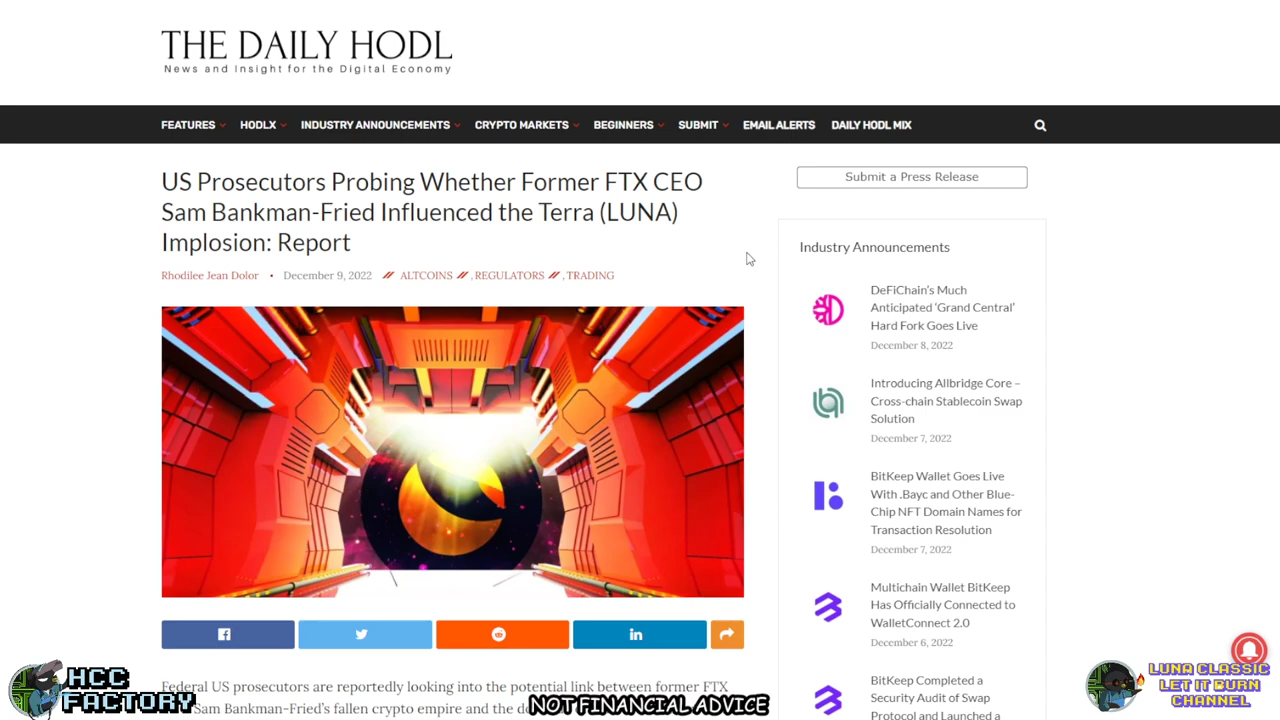 THE DAILY HODL
News and Insight for the Digital Economy
FEATURES HODLX INDUSTRY ANNOUNCEMENTS CRYPTO MARKETS BEGINNERS SUBMIT EMAIL ALERTS DAILY HODL MIX
US Prosecutors Probing Whether Former FTX CEO
Sam Bankman-Fried Influenced the Terra (LUNA)
Implosion: Report
Rhodilee Jean Dolor • December 9, 2022 // ALTCOINS // , REGULATORS // , TRADING
Federal US prosecutors are reportedly looking into the potential link between former FTX
Sam Bankman-Fried's fallen crypto empire and the
Submit a Press Release
Industry Announcements
DeFiChain's Much
Anticipated 'Grand Central'
Hard Fork Goes Live
December 8, 2022
Introducing Allbridge Core –
Cross-chain Stablecoin Swap
Solution
December 7, 2022
BitKeep Wallet Goes Live
With .Bayc and Other Blue-
Chip NFT Domain Names for
Transaction Resolution
December 7, 2022
Multichain Wallet BitKeep
Has Officially Connected to
WalletConnect 2.0
December 6, 2022
BitKeep Completed a
Security Audit of Swap
Protocol and Launched a
HCC
FACTORY
NOT FINANCIAL ADVICE
LUNA CLASSIC
LET IT BURN
CHANNEL